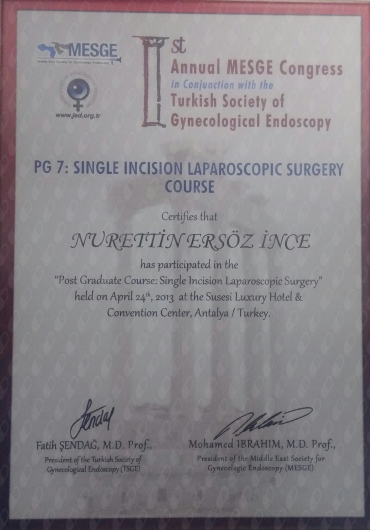 MESGE
Ist
Annual MESGE Congress
in Conjunction with the
Turkish Society of
Gynecological Endoscopy
www.jed.org.tr
PG 7: SINGLE INCISION LAPAROSCOPIC SURGERY
COURSE
Certifies that
NURETTİN ERSÖZ İNCE
has participated in the
"Post Graduate Course: Single Incision Laparoscopic Surgery"
held on April 24th, 2013 at the Susesi Luxury Hotel &
Convention Center, Antalya / Turkey.
Fatih ŞENDAĞ, M.D. Prof.,
President of the Turkish Society of
Gynecological Endoscopy (TSGE)
Mohamed IBRAHIM, M.D. Prof.,
President of the Middle East Society for
Gynecologic Endoscopy (MESGE)